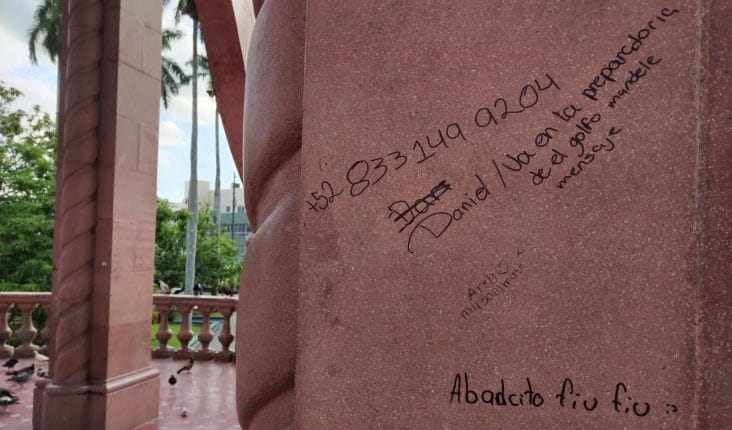 +52 833 149 9204
Daniel / Va en la preparatoria
de el golfo mandele
mensaje
Abadcito fiu fiu :)